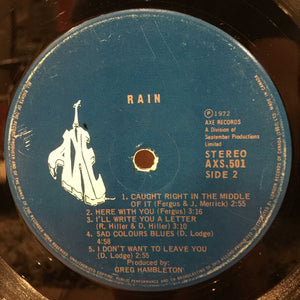 RAIN
℗ 1972
AXE RECORDS
A Division of
September Productions
Limited
STEREO
AXS.501
SIDE 2
AXE
1. CAUGHT RIGHT IN THE MIDDLE
OF IT (Fergus & J. Merrick) 2:55
2. HERE WITH YOU (Fergus) 3:16
3. I'LL WRITE YOU A LETTER
(R. Hiller & D. Hiller) 3:10
4. SAD COLOURS BLUES (D. Lodge)
4:58
5. I DON'T WANT TO LEAVE YOU
(D. Lodge) 2:55
Produced by:
GREG HAMBLETON